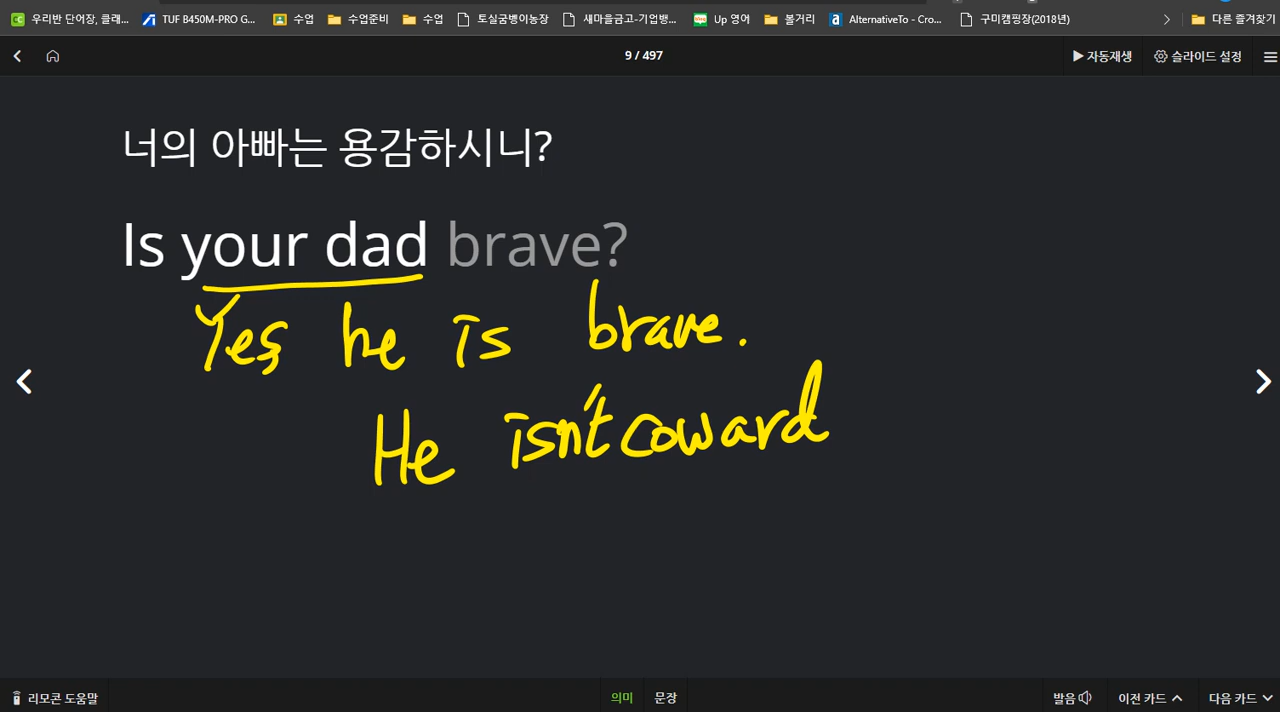 우리반 단어장, 클래... TUF B450M-PRO G... 수업 수업준비 수업 토실굼벵이농장 새마을금고-기업뱅... Up 영어 볼거리 AlternativeTo - Cro... 구미캠핑장(2018년) 다른 즐겨찾기
9 / 497 자동재생 슬라이드 설정
너의 아빠는 용감하시니?
Is your dad brave?
Yes he is brave.
He isn't coward
리모콘 도움말 의미 문장 발음 이전 카드 다음 카드